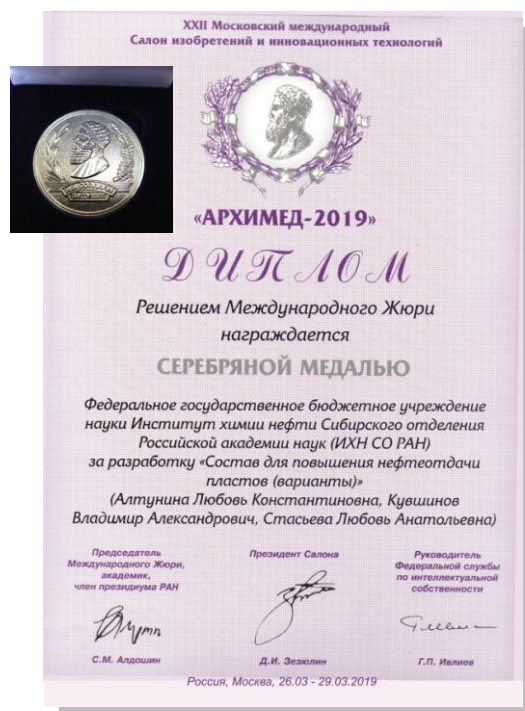 XXII Московский международный
Салон изобретений и инновационных технологий
«АРХИМЕД-2019»
ДИПЛОМ
Решением Международного Жюри
награждается
СЕРЕБРЯНОЙ МЕДАЛЬЮ
Федеральное государственное бюджетное учреждение
науки Институт химии нефти Сибирского отделения
Российской академии наук (ИХН СО РАН)
за разработку «Состав для повышения нефтеотдачи
пластов (варианты)»
(Алтунина Любовь Константиновна, Кувшинов
Владимир Александрович, Стасьева Любовь Анатольевна)
Председатель
Международного Жюри,
академик,
член президиума РАН
С.М. Алдошин
Президент Салона
Д.И. Зезюлин
Руководитель
Федеральной службы
по интеллектуальной
собственности
Г.П. Ивлиев
Россия, Москва, 26.03 - 29.03.2019